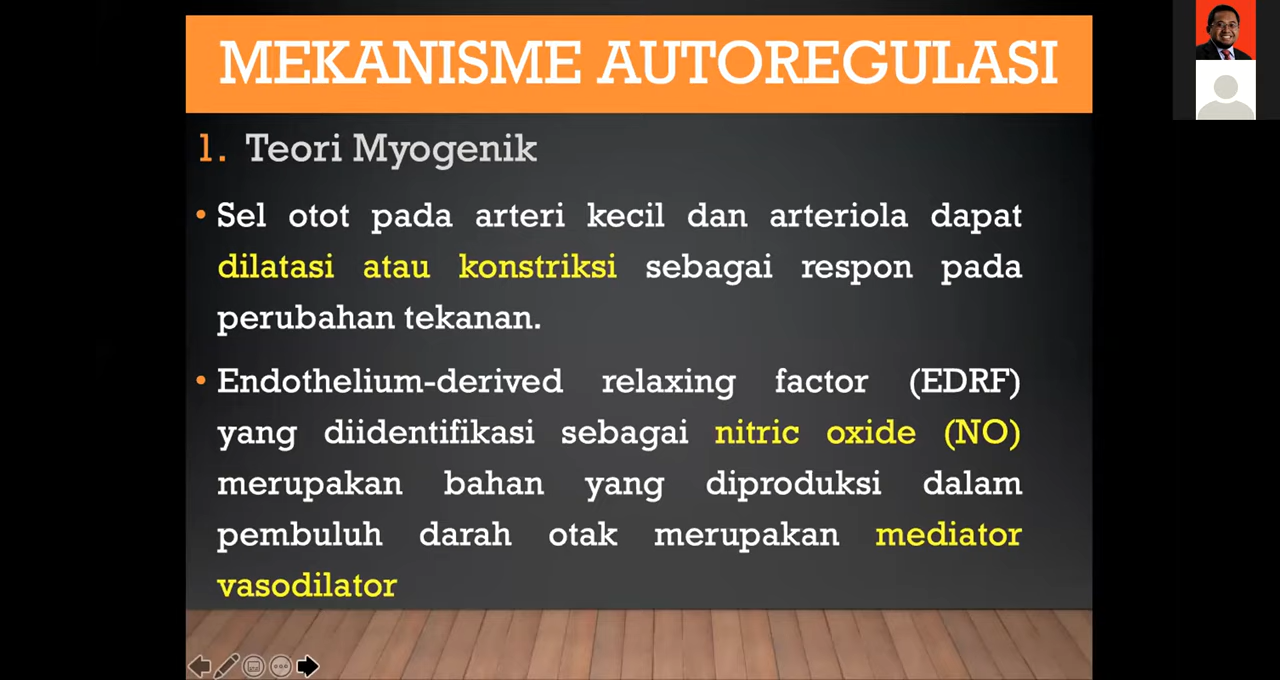 MEKANISME AUTOREGULASI
1. Teori Myogenik
• Sel otot pada arteri kecil dan arteriola dapat
dilatasi atau konstriksi sebagai respon pada
perubahan tekanan.
• Endothelium-derived relaxing factor (EDRF)
yang diidentifikasi sebagai nitric oxide (NO)
merupakan bahan yang diproduksi dalam
pembuluh darah otak merupakan mediator
vasodilator